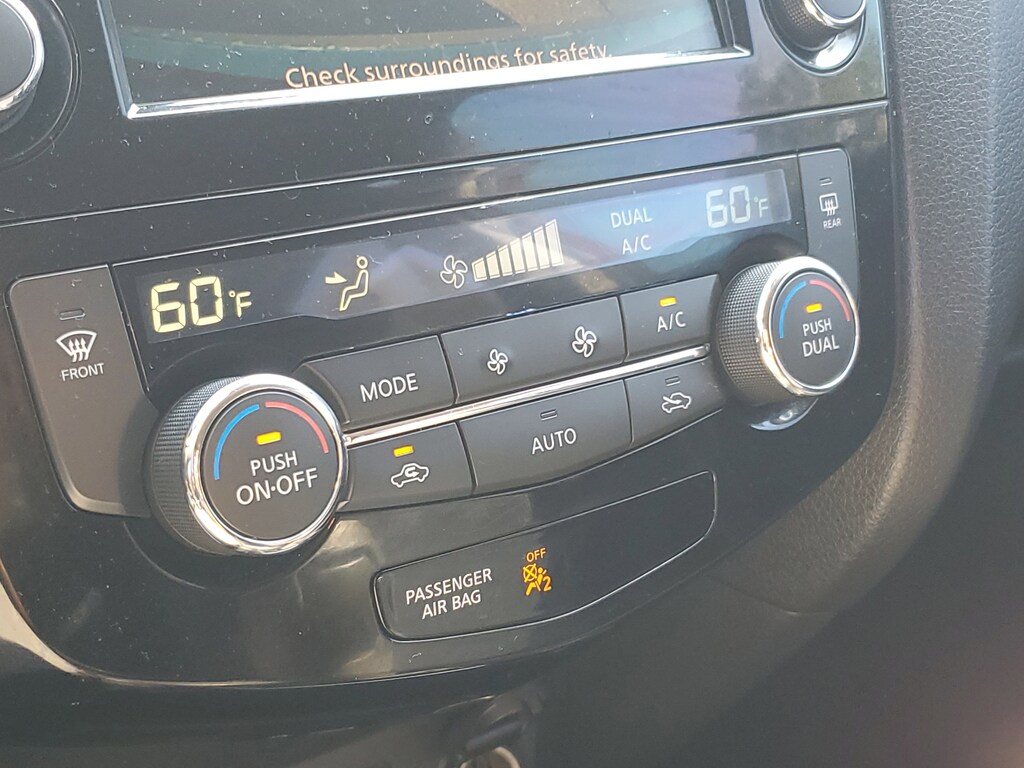 Check surroundings for safety.
60°F
DUAL
A/C
60°F
REAR
FRONT
MODE
A/C
PUSH
DUAL
PUSH
ON·OFF
AUTO
PASSENGER
AIR BAG
OFF
2